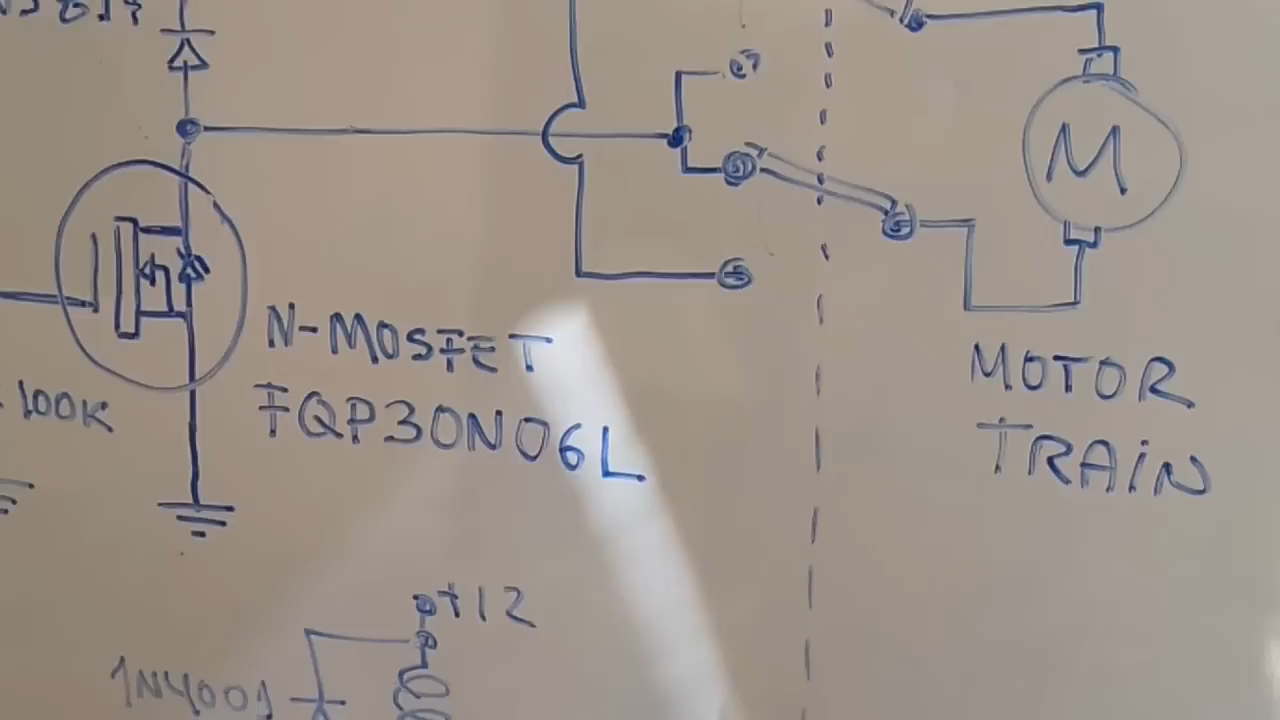 M
N-MOSFET
FQP30N06L
100K
MOTOR
TRAIN
+12
1N4001